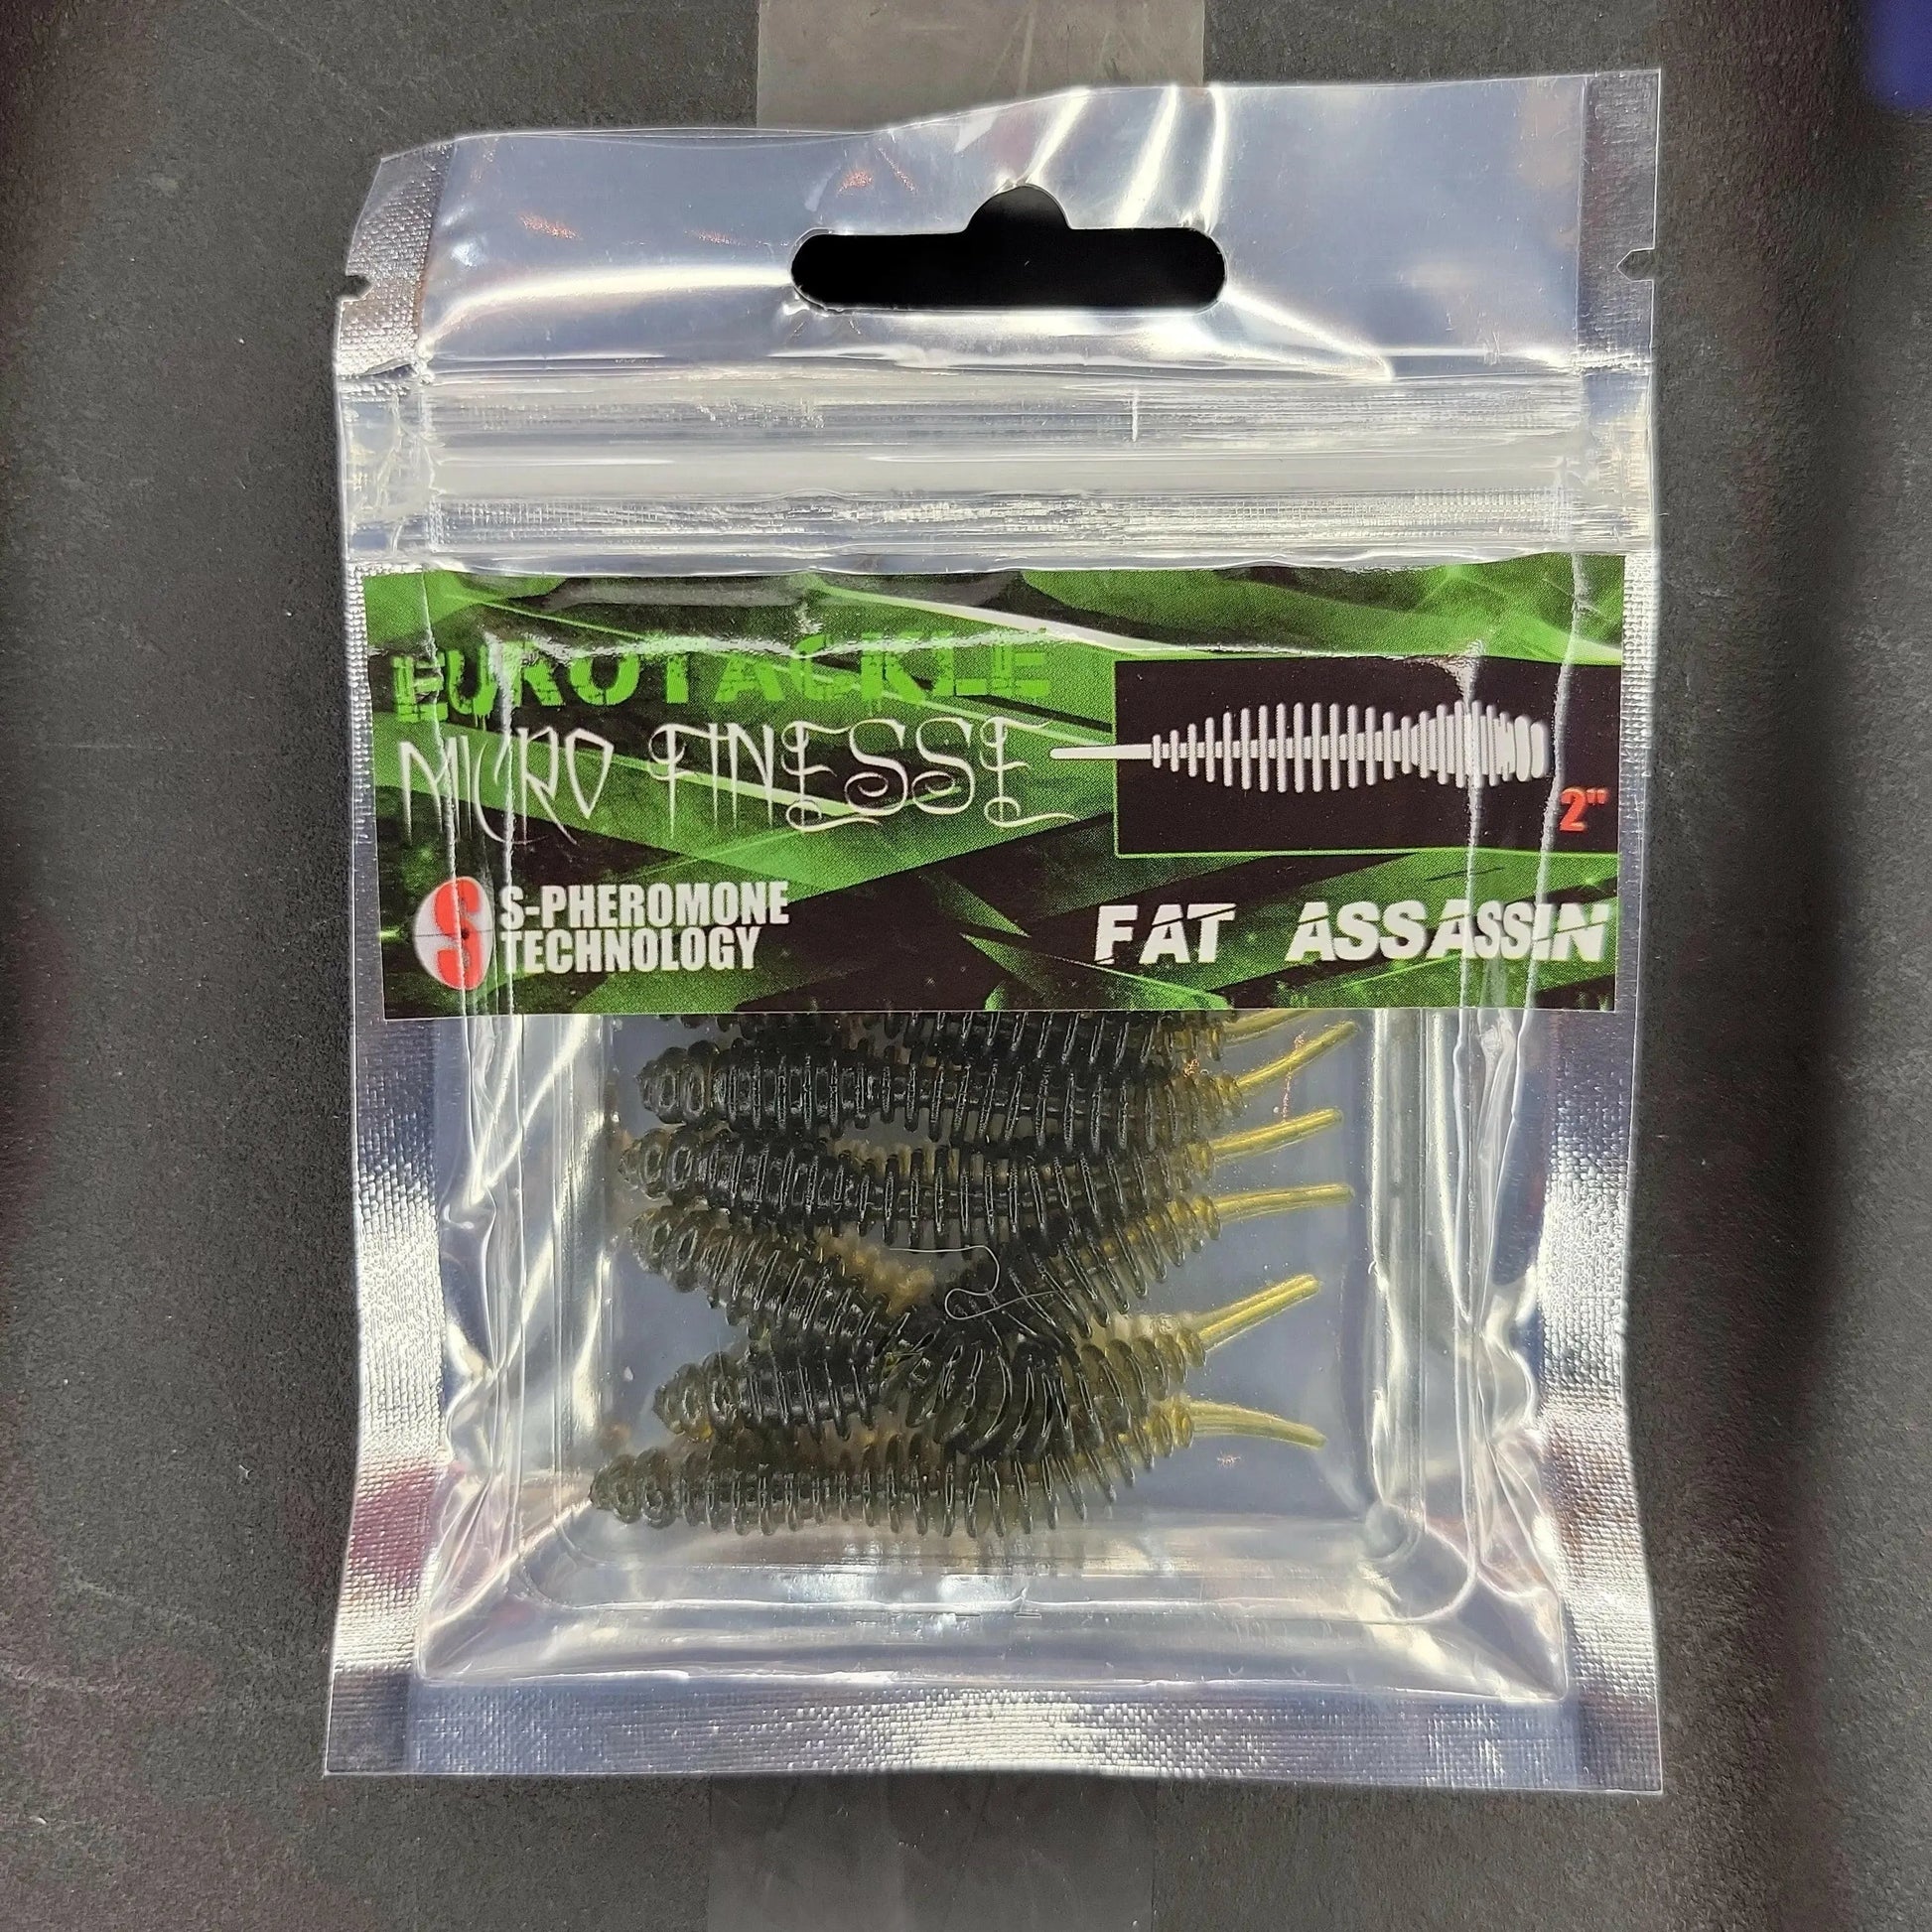 EUROTACKLE
MICRO FINESSE
2"
S
S-PHEROMONE
TECHNOLOGY
FAT ASSASSIN